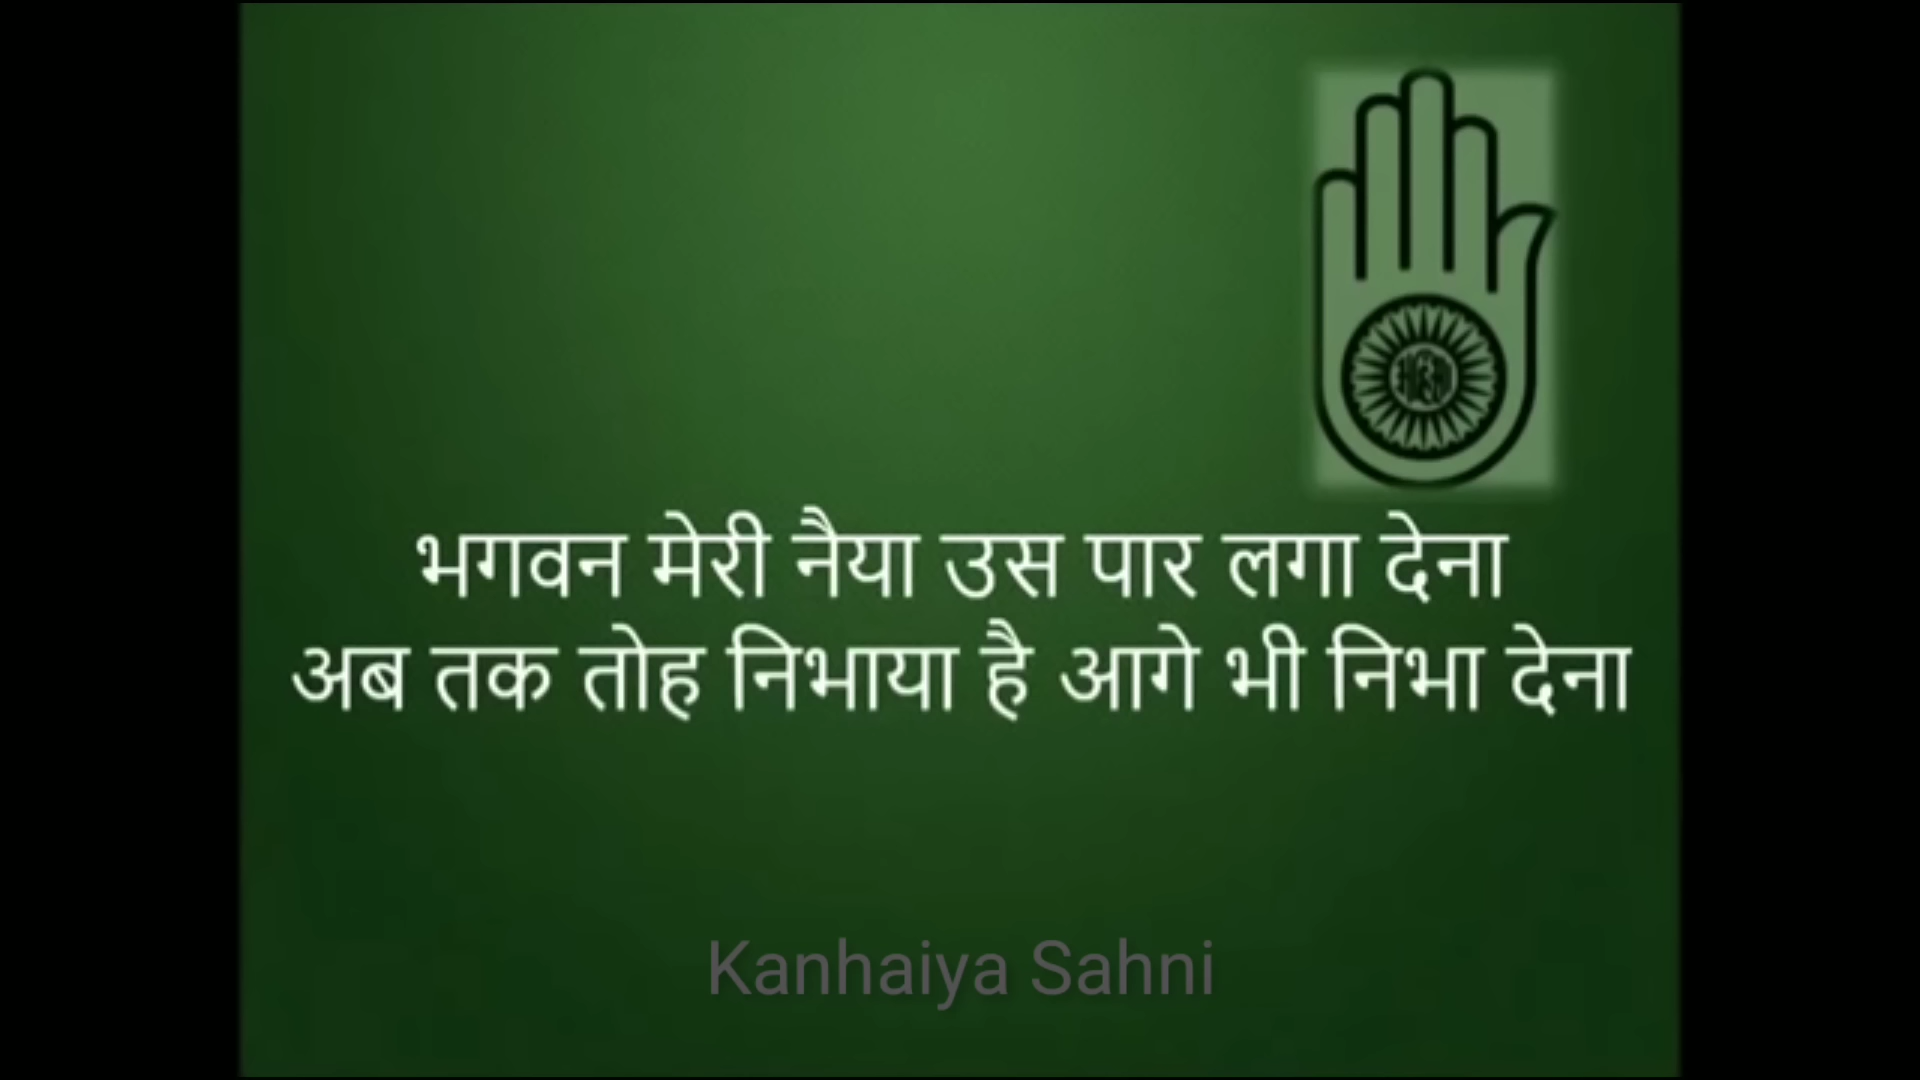 भगवन मेरी नैया उस पार लगा देना
अब तक तोह निभाया है आगे भी निभा देना
Kanhaiya Sahni